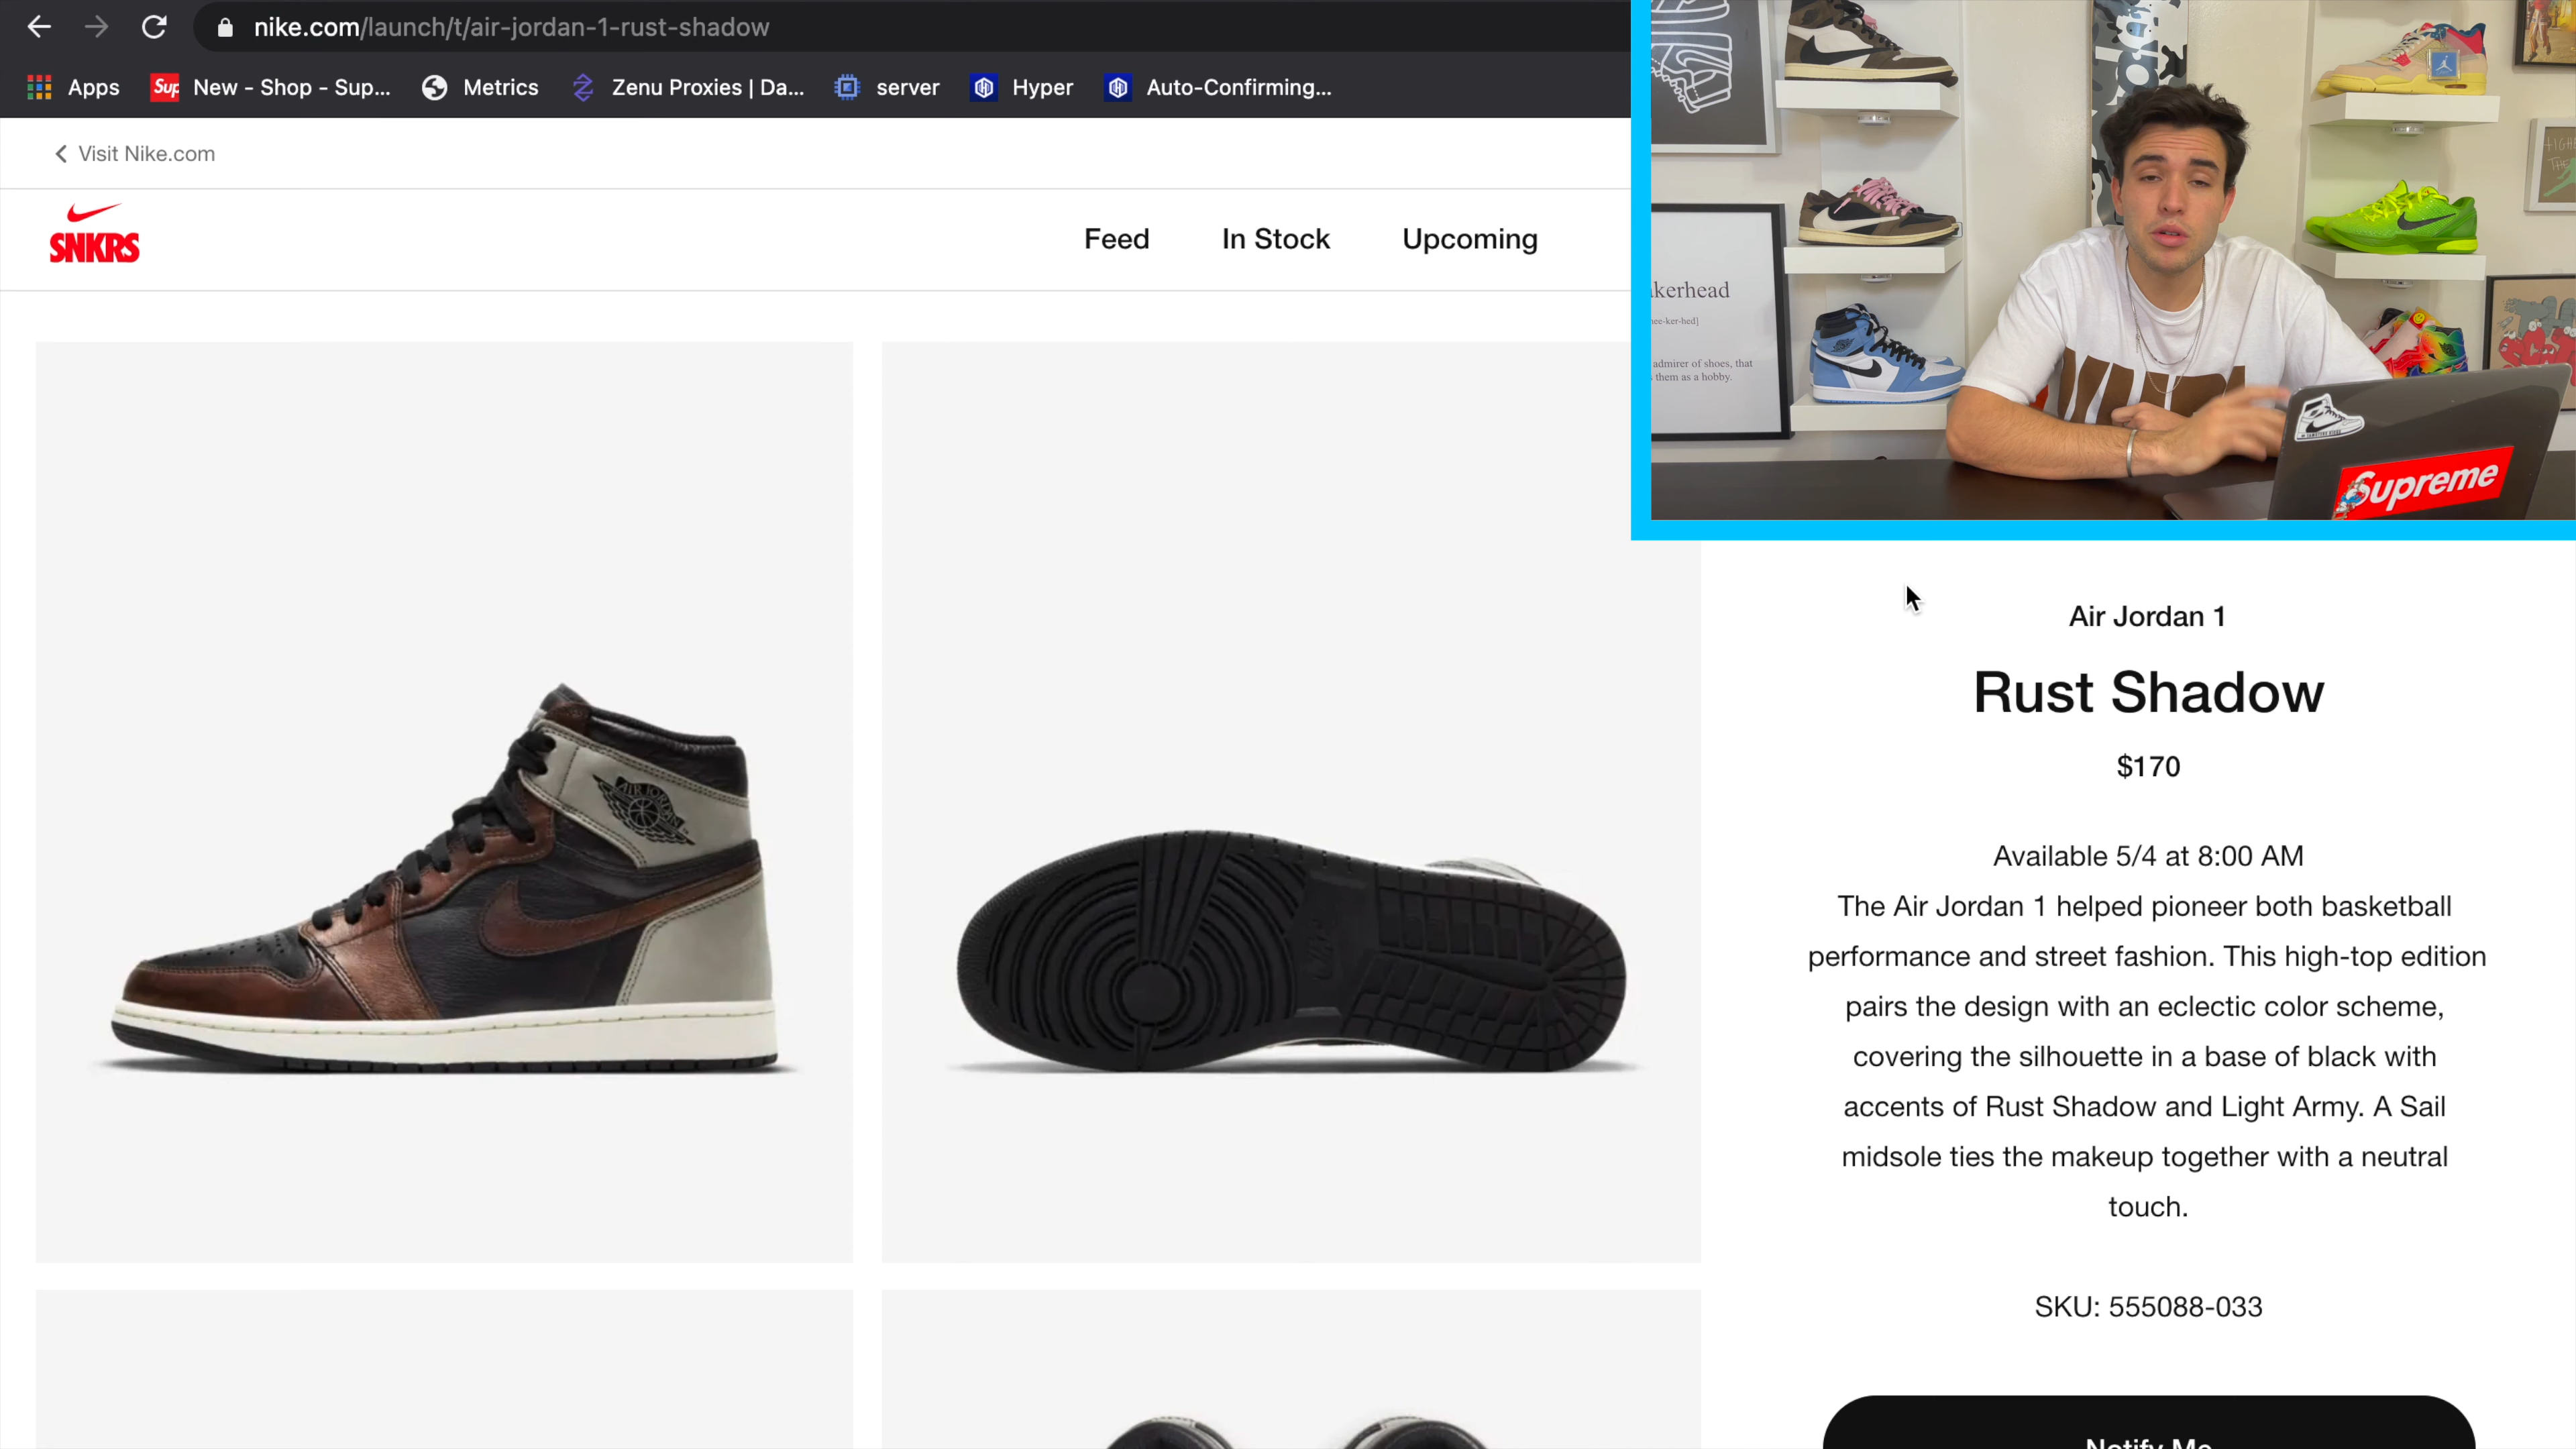 nike.com/launch/t/air-jordan-1-rust-shadow
Apps
Sup
New - Shop - Sup...
Metrics
Zenu Proxies | Da...
server
Hyper
Auto-Confirming...
Visit Nike.com
SNKRS
Feed
In Stock
Upcoming
kerhead
admirer of shoes, that
them as a hobby.
Supreme
AIR JORDAN
Air Jordan 1
Rust Shadow
$170
Available 5/4 at 8:00 AM
The Air Jordan 1 helped pioneer both basketball
performance and street fashion. This high-top edition
pairs the design with an eclectic color scheme,
covering the silhouette in a base of black with
accents of Rust Shadow and Light Army. A Sail
midsole ties the makeup together with a neutral
touch.
SKU: 555088-033
Notify Me